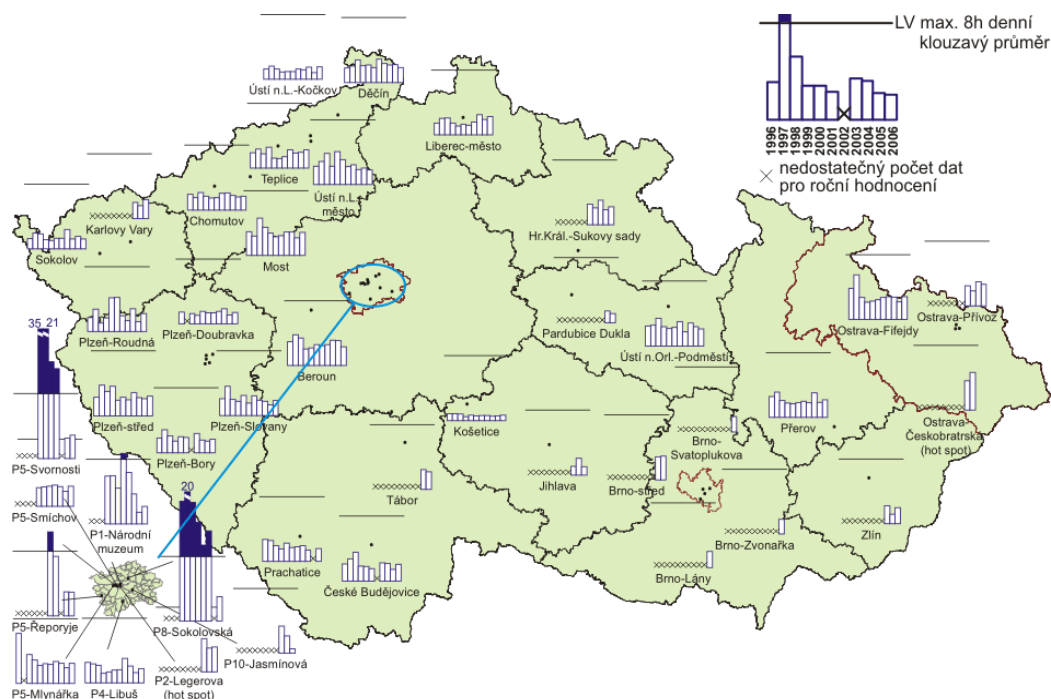 LV max. 8h denní
klouzavý průměr
1996
1997
1998
1999
2000
2001
2002
2003
2004
2005
2006
nedostatečný počet dat
pro roční hodnocení
Ústí n.L.-Kočkov
Děčín
Liberec-město
Teplice
Ústí n.L.-
město
Chomutov
Karlovy Vary
Sokolov
Most
Hr.Král.-Sukovy sady
Plzeň-Roudná
Plzeň-Doubravka
Beroun
Pardubice Dukla
Ústí n.Orl.-Podměstí
Ostrava-Fifejdy
Ostrava-Přívoz
35
21
Plzeň-střed
Plzeň-Slovany
Plzeň-Bory
Košetice
Přerov
Ostrava-
Českobratrska
(hot spot)
Brno-
Svatoplukova
P5-Svornosti
Tábor
Jihlava
Brno-střed
P5-Smíchov
P1-Národní
muzeum
20
Zlín
Brno-Zvonařka
Prachatice
České Budějovice
Brno-Lány
P5-Řeporyje
P8-Sokolovská
P10-Jasmínová
P5-Mlynářka
P4-Libuš
P2-Legerova
(hot spot)